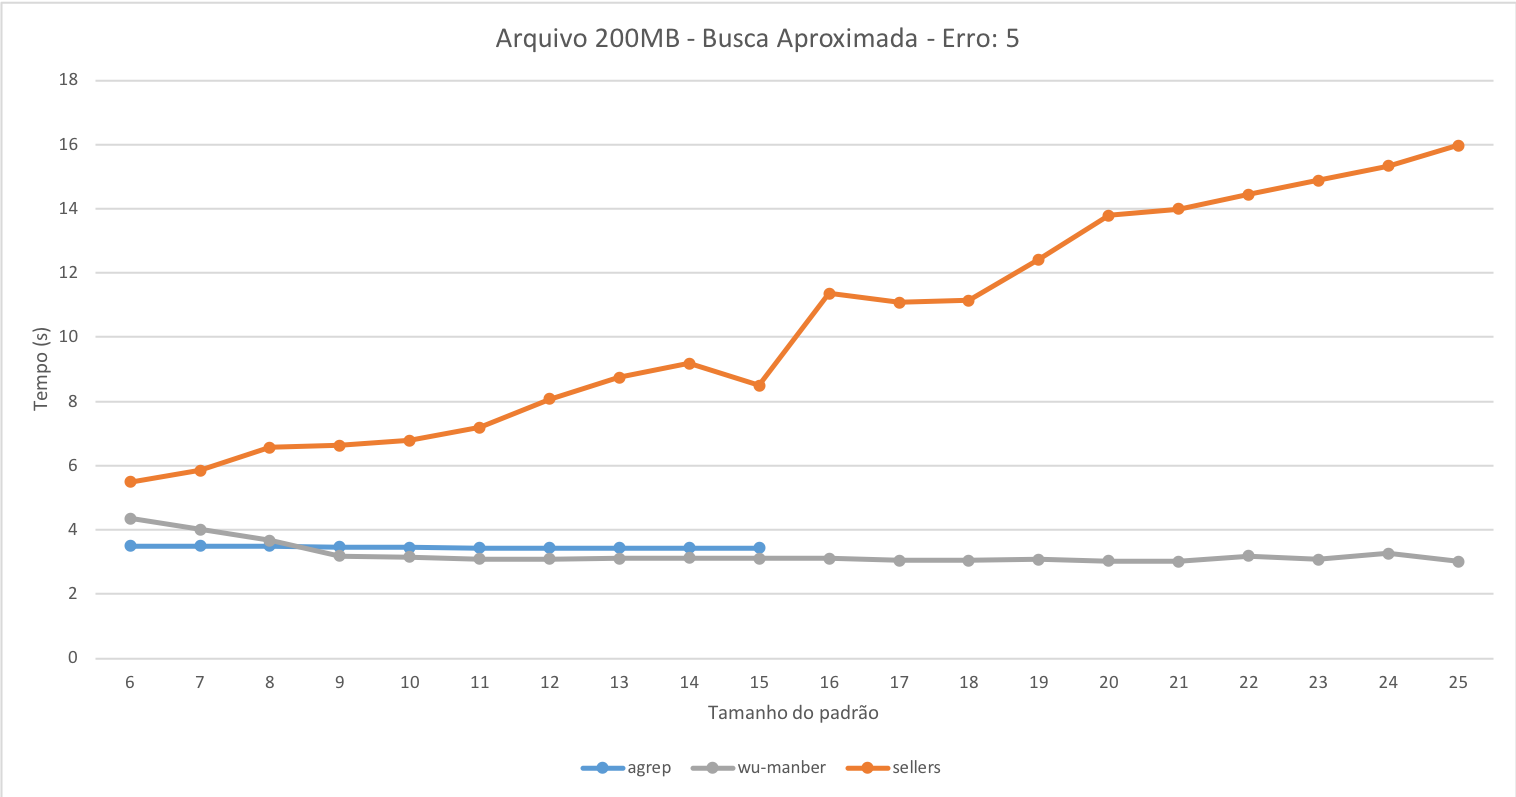 Arquivo 200MB - Busca Aproximada - Erro: 5
18
16
14
12
10
8
6
4
2
0
Tempo (s)
6 7 8 9 10 11 12 13 14 15 16 17 18 19 20 21 22 23 24 25
Tamanho do padrão
agrep wu-manber sellers